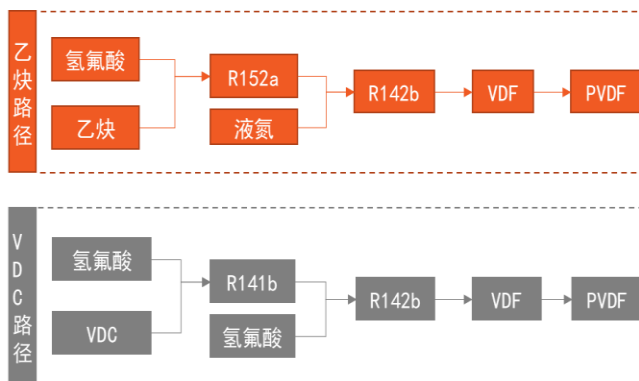 乙炔路径
氢氟酸
乙炔
R152a
液氮
R142b
VDF
PVDF
VDC路径
氢氟酸
VDC
R141b
氢氟酸
R142b
VDF
PVDF